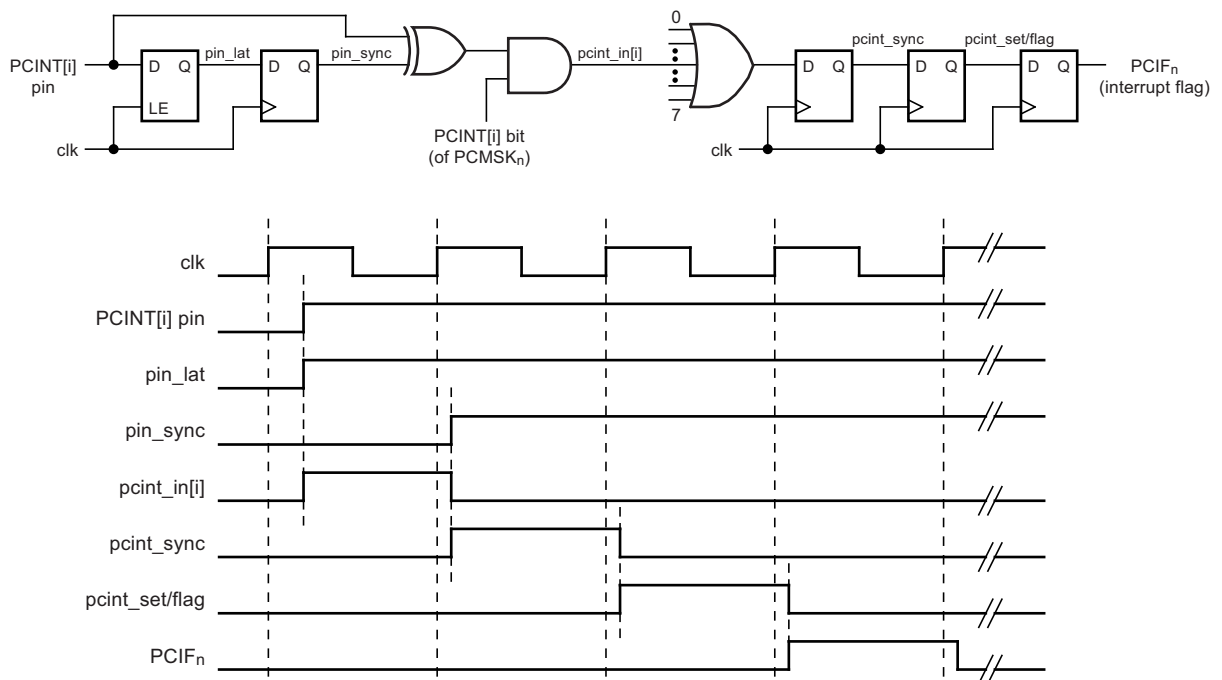 PCINT[i]
pin
D Q
LE
pin_lat
D Q
pin_sync
clk
PCINT[i] bit
(of PCMSKn)
pcint_in[i]
0
7
D Q
pcint_sync
D Q
pcint_set/flag
D Q
PCIFn
(interrupt flag)
clk
clk
PCINT[i] pin
pin_lat
pin_sync
pcint_in[i]
pcint_sync
pcint_set/flag
PCIFn